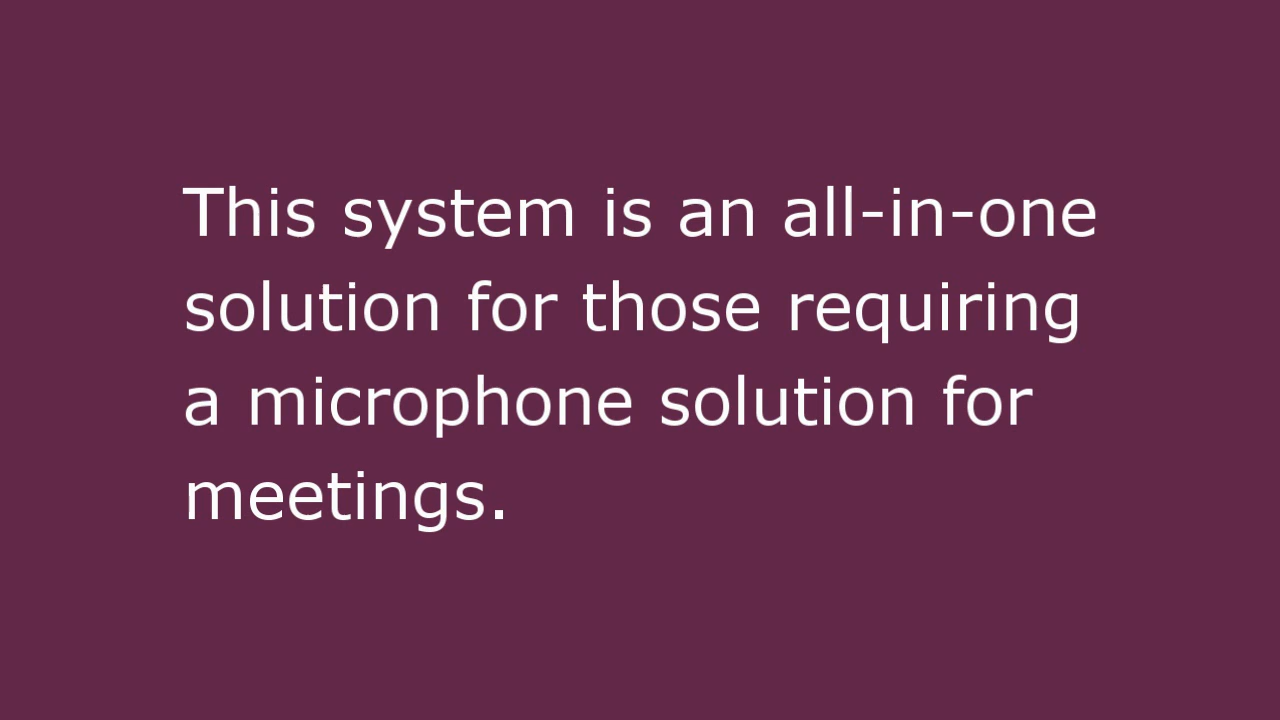 This system is an all-in-one
solution for those requiring
a microphone solution for
meetings.